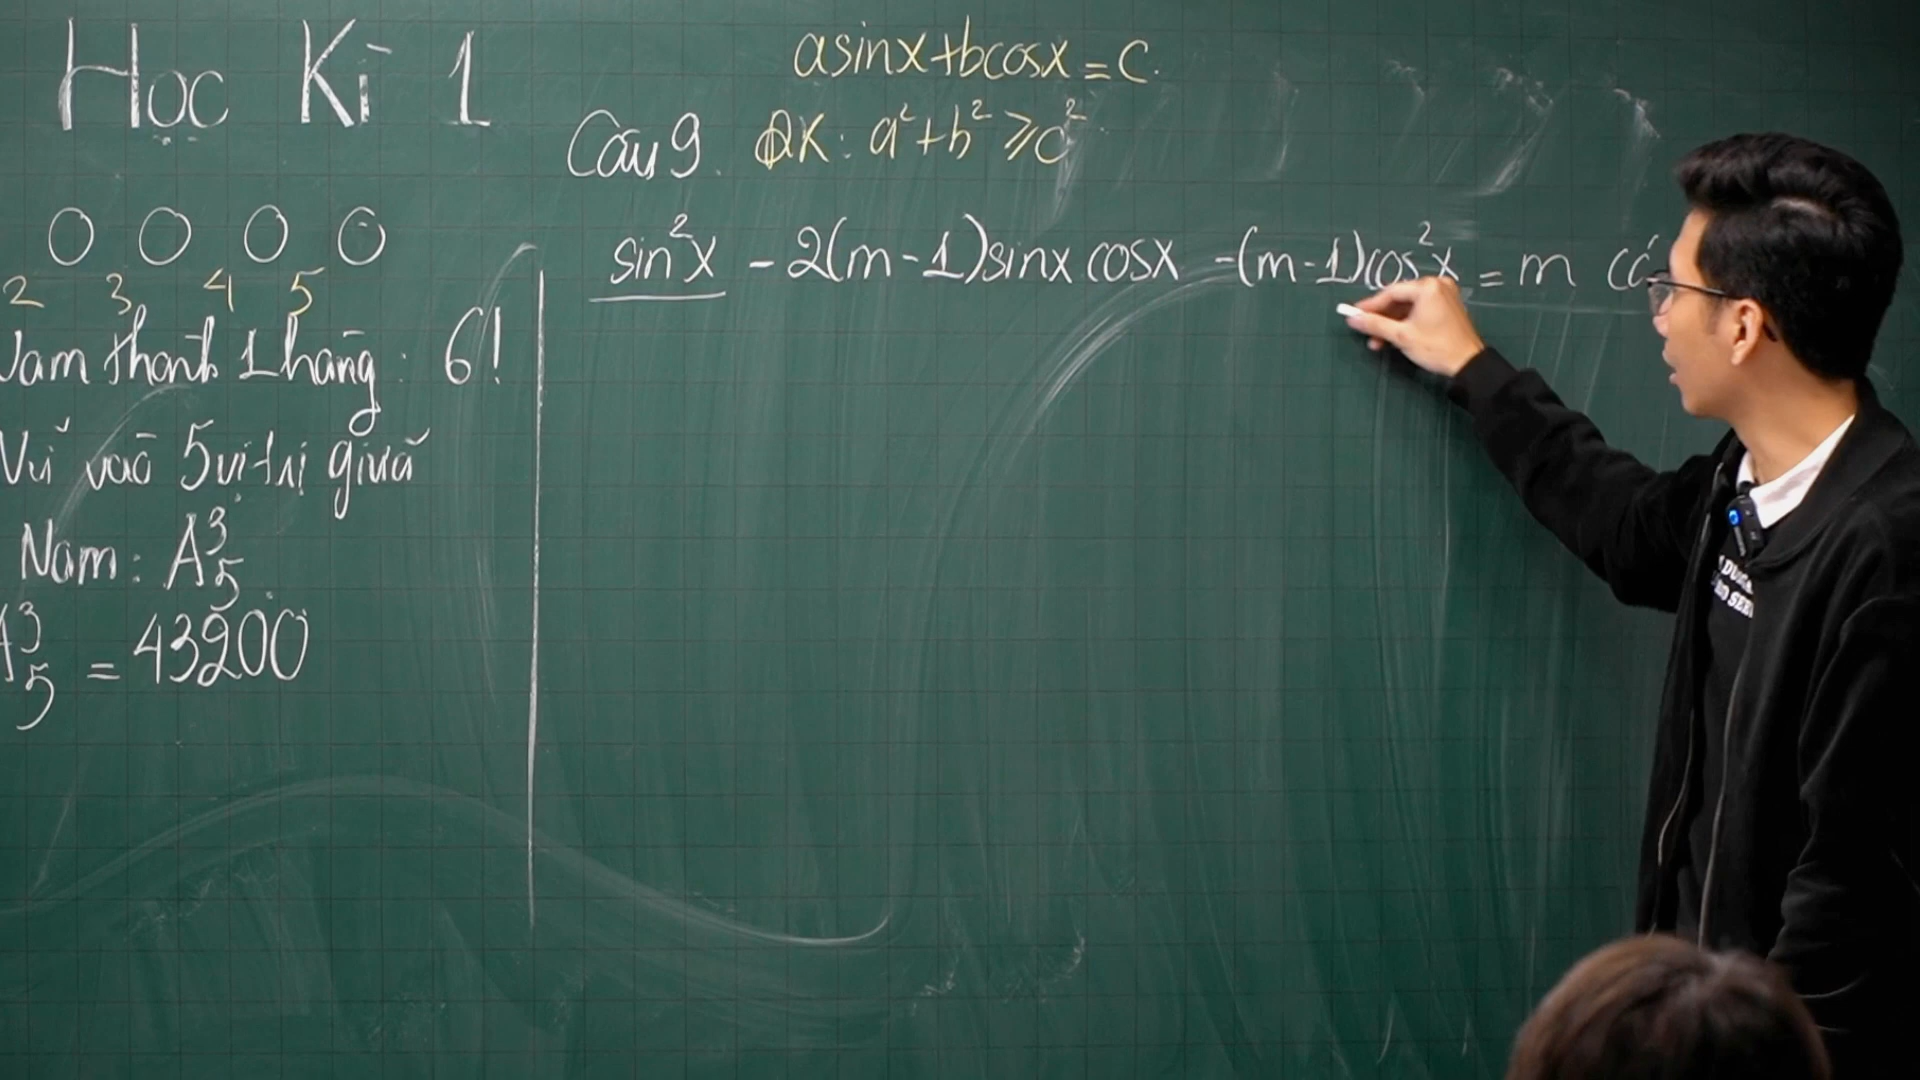 Học Kì 1
0 0 0 0
2 3 4 5
Nam thành 1 hàng : 6!
Nữ vào 5 vị trí giữa
Nam : A³₅
A³₅ = 43200
asinx+bcosx = c.
Câu 9. ĐK : a²+b² ≥ c²
sin²x - 2(m-1)sinx cosx -(m-1)cos²x = m có